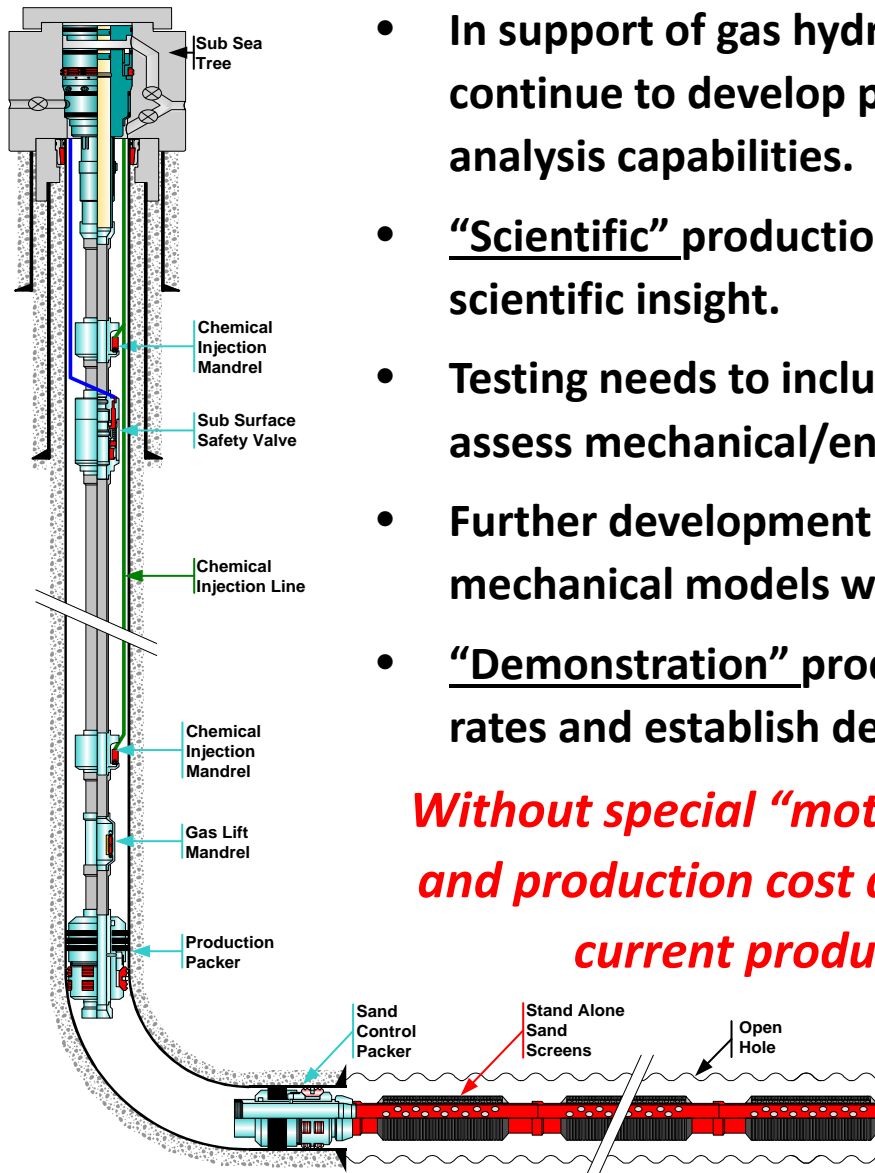 Sub Sea
Tree
Chemical
Injection
Mandrel
Sub Surface
Safety Valve
Chemical
Injection Line
Chemical
Injection
Mandrel
Gas Lift
Mandrel
Production
Packer
Sand
Control
Packer
Stand Alone
Sand
Screens
Open
Hole
• In support of gas hydr
continue to develop p
analysis capabilities.
• “Scientific” productio
scientific insight.
• Testing needs to inclu
assess mechanical/en
• Further development
mechanical models w
• “Demonstration” prod
rates and establish de
Without special “mot
and production cost c
current produ